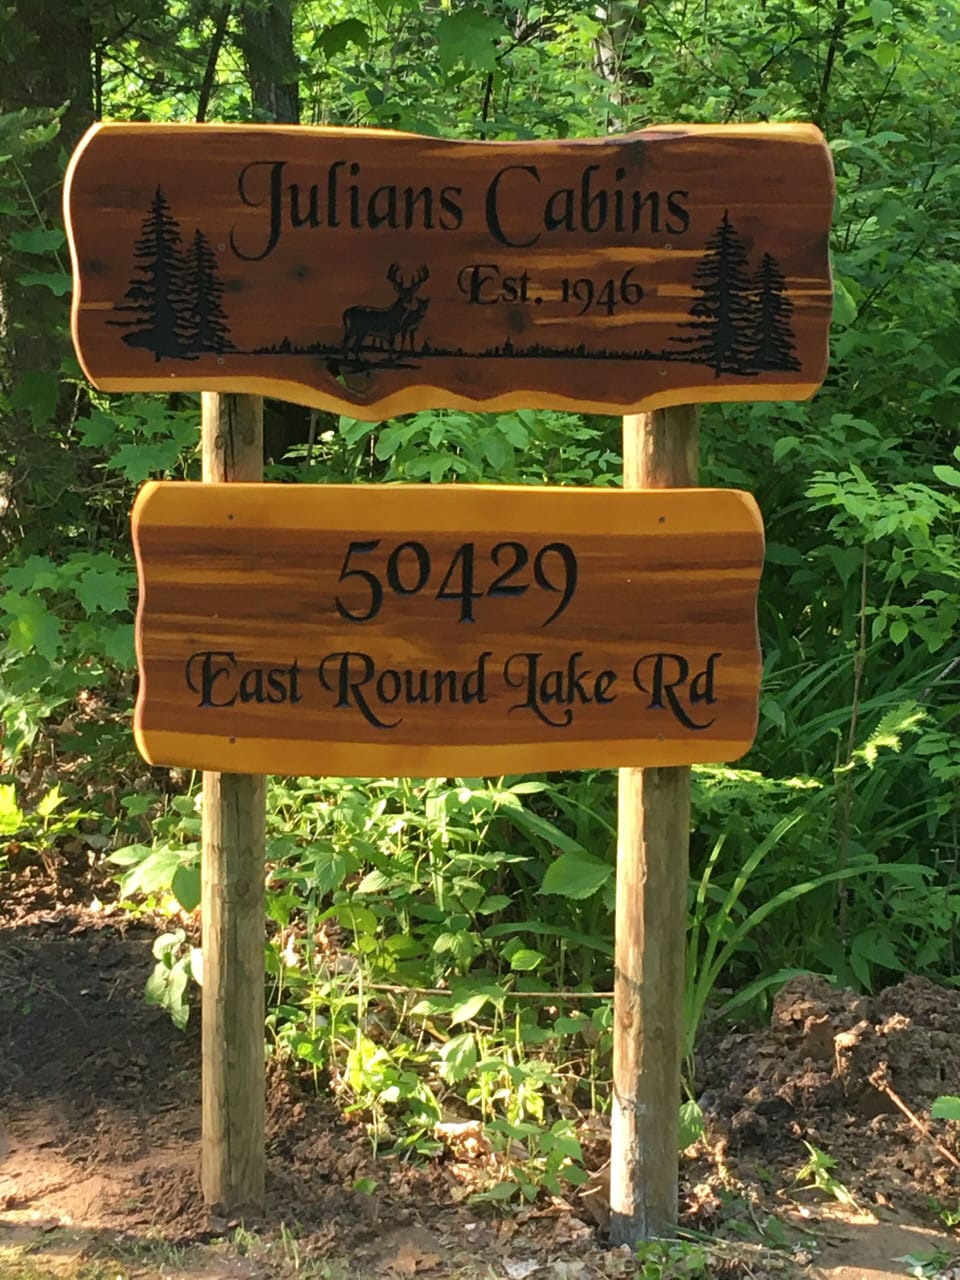 Julians Cabins
Est. 1946
50429
East Round Lake Rd